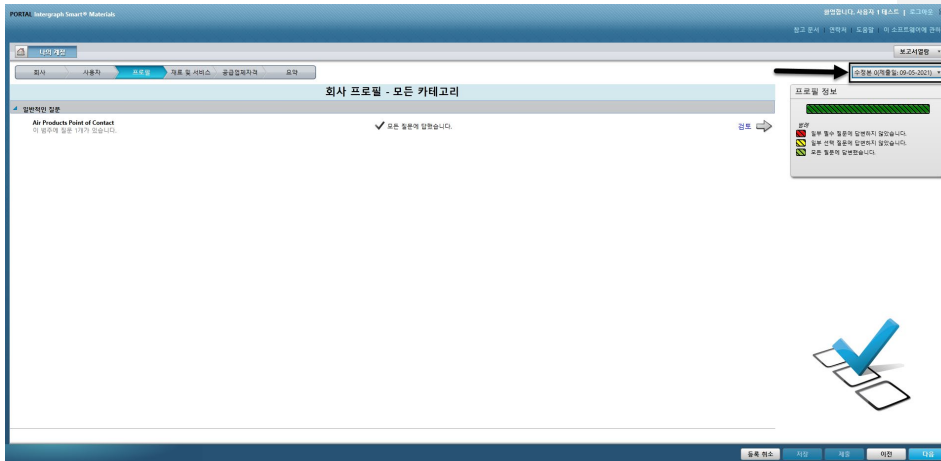 PORTAL Intergraph Smart® Materials
환영합니다, 사용자 1 테스트 | 로그아웃
참고 문서 | 연락처 | 도움말 | 이 소프트웨어에 관하
나의 계정
보고서열람
회사 사용자 프로필 재료 및 서비스 공급업체자격 요약
수정본 0(제출일: 09-05-2021)
회사 프로필 - 모든 카테고리
프로필 정보
일반적인 질문
Air Products Point of Contact
이 범주에 질문 1개가 있습니다.
모든 질문에 답했습니다.
검토
범례
일부 필수 질문에 답변하지 않았습니다.
일부 선택 질문에 답변하지 않았습니다.
모든 질문에 답변했습니다.
등록 취소 저장 제출 이전 다음